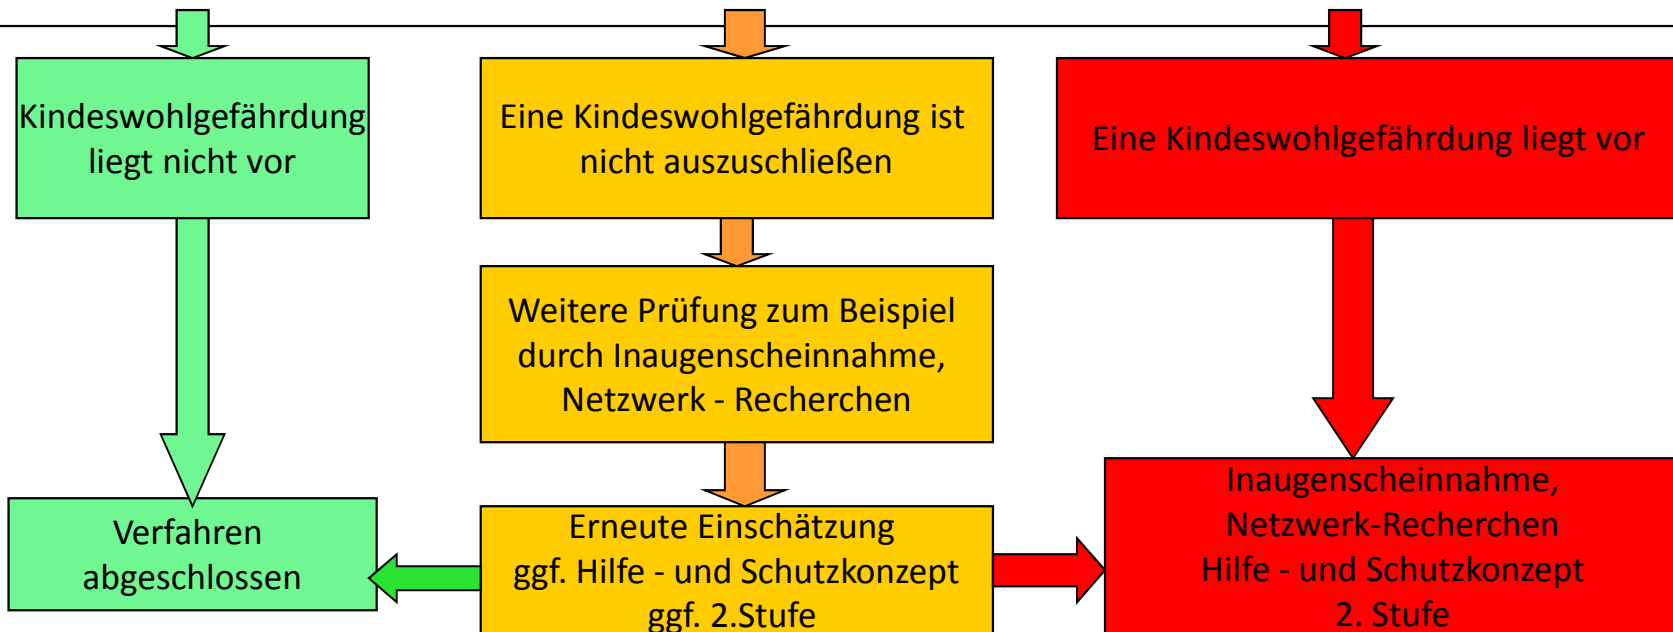 Kindeswohlgefährdung
liegt nicht vor
Eine Kindeswohlgefährdung ist
nicht auszuschließen
Eine Kindeswohlgefährdung liegt vor
Weitere Prüfung zum Beispiel
durch Inaugenscheinnahme,
Netzwerk - Recherchen
Verfahren
abgeschlossen
Erneute Einschätzung
ggf. Hilfe - und Schutzkonzept
ggf. 2.Stufe
Inaugenscheinnahme,
Netzwerk-Recherchen
Hilfe - und Schutzkonzept
2. Stufe